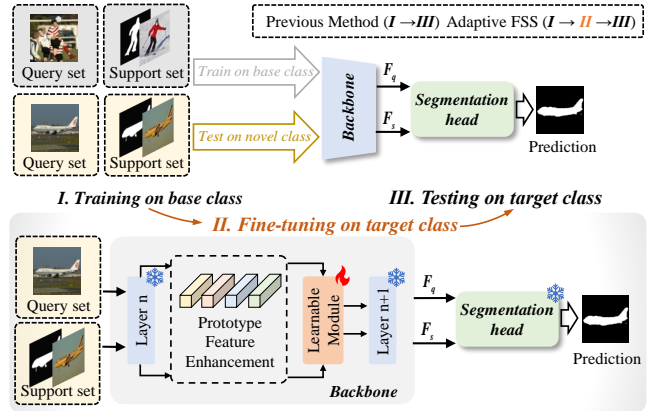 Previous Method (I →III) Adaptive FSS (I → II →III)
Query set
Support set
Train on base class
Query set
Support set
Test on novel class
Backbone
F_q
F_s
Segmentation
head
Prediction
I. Training on base class
III. Testing on target class
II. Fine-tuning on target class
Query set
Support set
Layer n
Prototype
Feature
Enhancement
Learnable
Module
Layer n+1
Backbone
F_q
F_s
Segmentation
head
Prediction